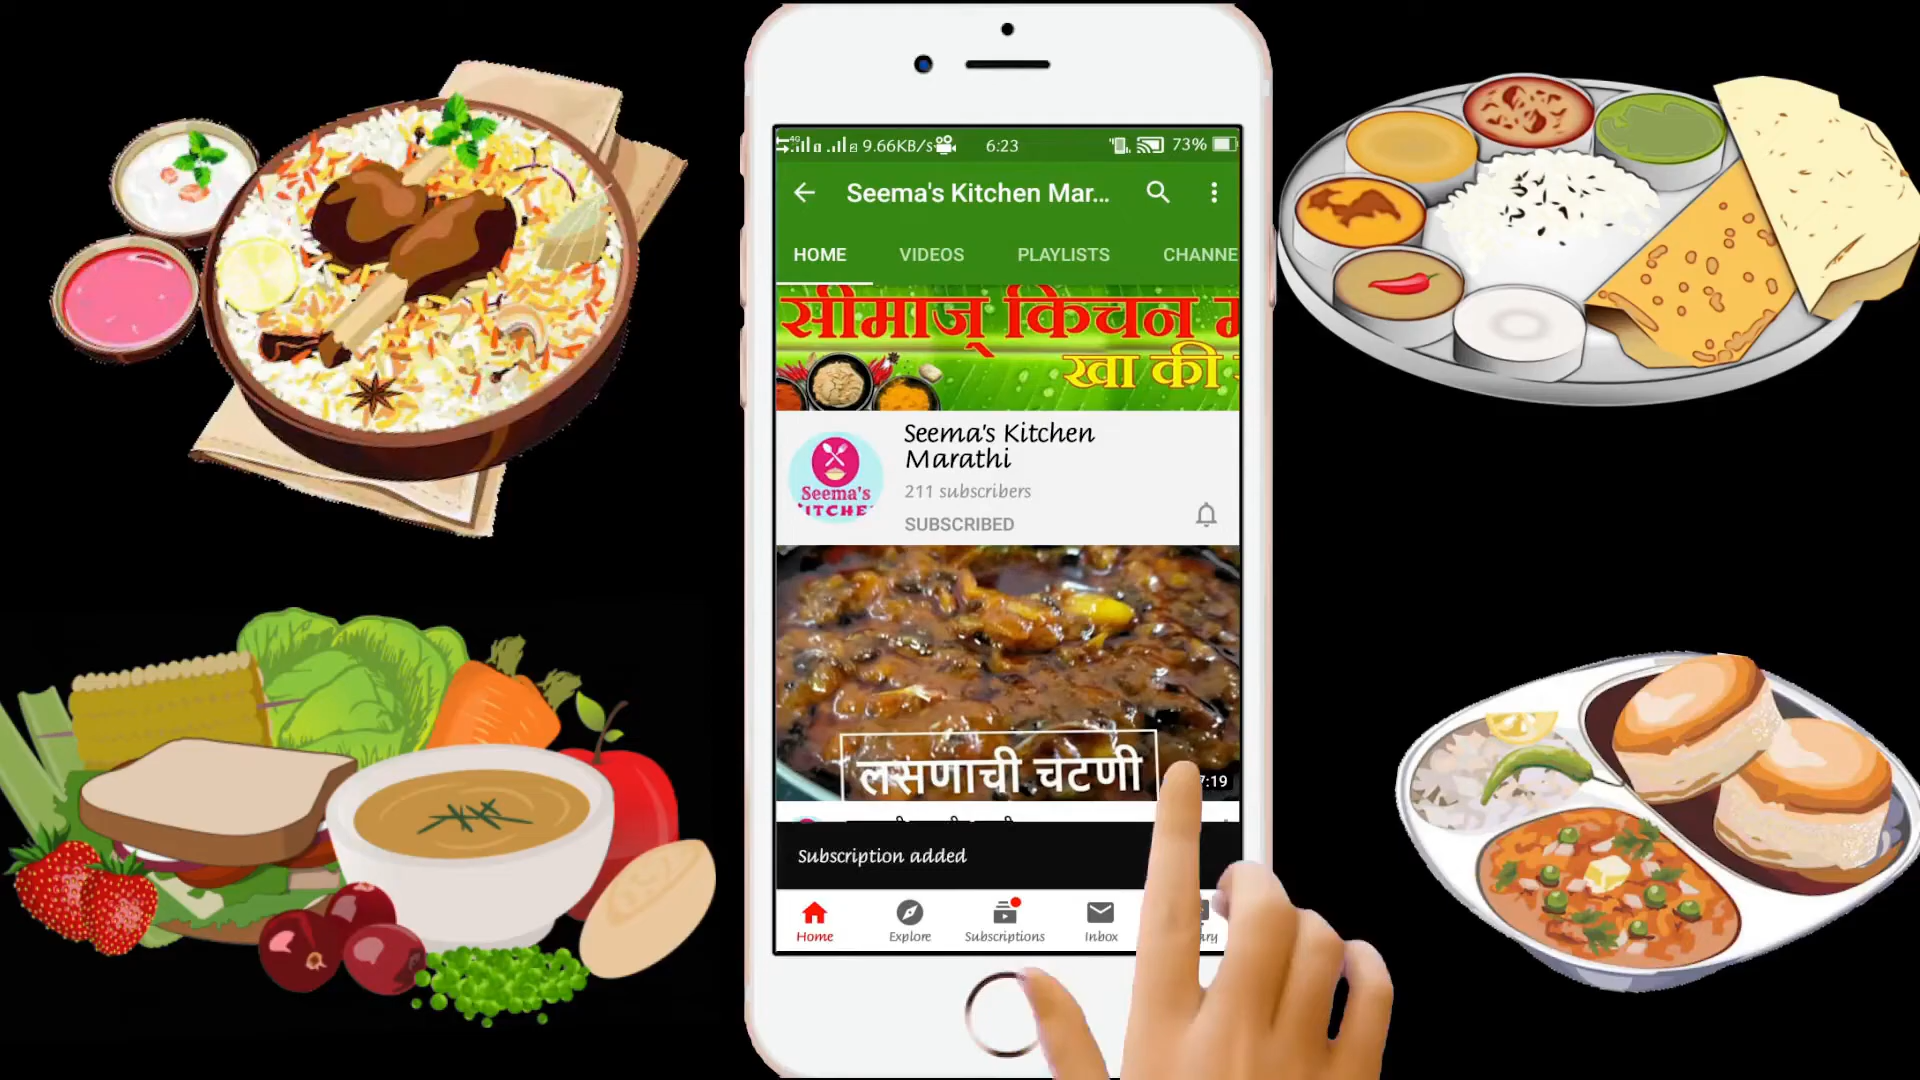 9.66KB/s 6:23 73%
Seema's Kitchen Mar...
HOME VIDEOS PLAYLISTS CHANNE
सीमाज् किचन
खा की
Seema's Kitchen
Marathi
211 subscribers
SUBSCRIBED
Seema's
लसणाची चटणी
:19
Subscription added
Home Explore Subscriptions Inbox